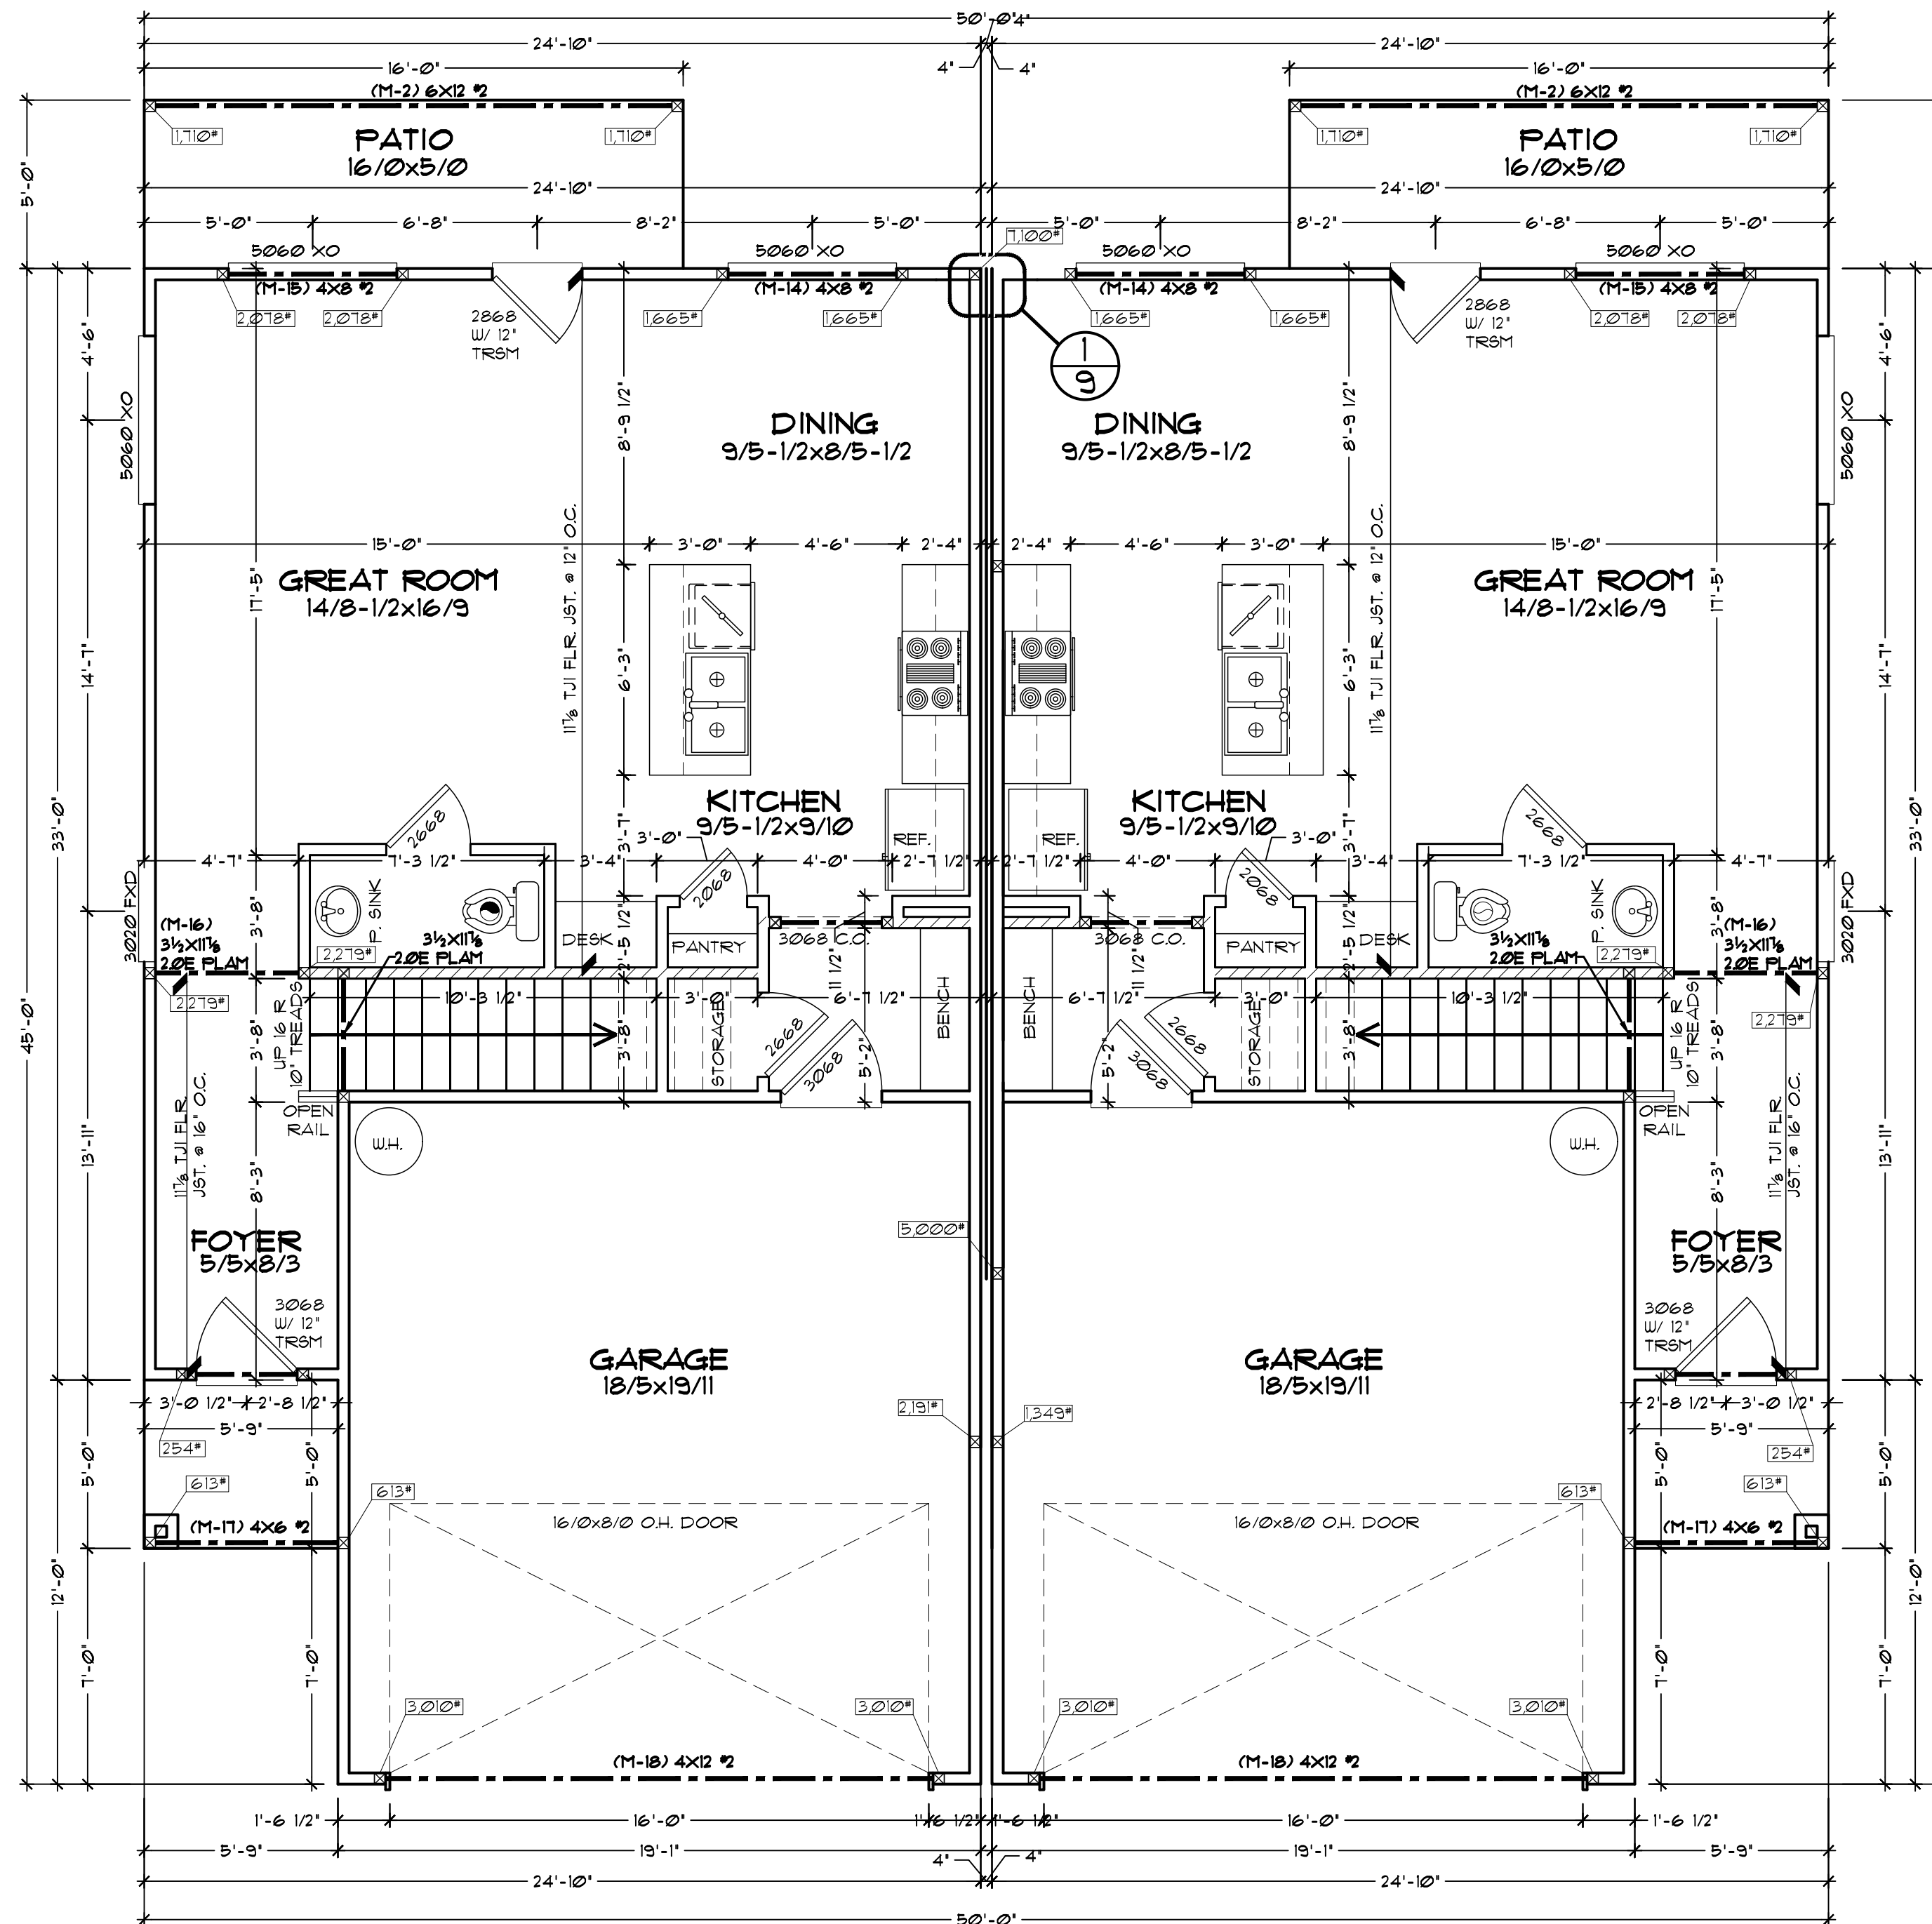 50'-0"
4"
24'-10"
24'-10"
4"
4"
16'-0"
16'-0"
(M-2) 6X12 #2
(M-2) 6X12 #2
1,710#
1,710#
1,710#
1,710#
PATIO
16/0x5/0
PATIO
16/0x5/0
5'-0"
24'-10"
24'-10"
5'-0"
6'-8"
8'-2"
5'-0"
5'-0"
8'-2"
6'-8"
5'-0"
7,100#
5060 XO
5060 XO
5060 XO
5060 XO
(M-15) 4X8 #2
(M-14) 4X8 #2
(M-14) 4X8 #2
(M-15) 4X8 #2
2,078#
2,078#
1,665#
1,665#
1,665#
1,665#
2,078#
2,078#
2868
W/ 12"
TRSM
2868
W/ 12"
TRSM
1
9
4'-6"
4'-6"
8'-9 1/2"
8'-9 1/2"
5060 XO
5060 XO
DINING
9/5-1/2x8/5-1/2
DINING
9/5-1/2x8/5-1/2
11⅞ TJI FLR. JST. @ 12" O.C.
11⅞ TJI FLR. JST. @ 12" O.C.
15'-0"
3'-0"
4'-6"
2'-4"
2'-4"
4'-6"
3'-0"
15'-0"
GREAT ROOM
14/8-1/2x16/9
GREAT ROOM
14/8-1/2x16/9
17'-5"
17'-5"
14'-7"
14'-7"
6'-3"
6'-3"
KITCHEN
9/5-1/2x9/10
KITCHEN
9/5-1/2x9/10
33'-0"
33'-0"
45'-0"
2668
2668
REF.
REF.
3'-0"
3'-0"
3'-7"
3'-7"
4'-7"
7'-3 1/2"
3'-4"
4'-0"
2'-7 1/2"
2'-7 1/2"
4'-0"
3'-4"
7'-3 1/2"
4'-7"
2068
2068
3020 FXD
3020 FXD
P. SINK
P. SINK
3'-8"
3'-8"
(M-16)
3½X11⅞
2.0E PLAM
3½X11⅞
2.0E PLAM
3½X11⅞
2.0E PLAM
(M-16)
3½X11⅞
2.0E PLAM
2,279#
2,279#
2,279#
2,279#
DESK
PANTRY
3068 C.O.
3068 C.O.
PANTRY
DESK
2'-5 1/2"
2'-5 1/2"
11 1/2"
11 1/2"
10'-3 1/2"
3'-0"
6'-7 1/2"
6'-7 1/2"
3'-0"
10'-3 1/2"
UP 16 R
10" TREADS
UP 16 R
10" TREADS
3'-8"
3'-8"
3'-8"
3'-8"
STORAGE
STORAGE
BENCH
BENCH
2668
3068
5'-2"
5'-2"
3068
2668
OPEN
RAIL
OPEN
RAIL
W.H.
W.H.
11⅞ TJI FLR.
JST. @ 16" O.C.
11⅞ TJI FLR.
JST. @ 16" O.C.
13'-11"
13'-11"
8'-3"
8'-3"
5,000#
FOYER
5/5x8/3
FOYER
5/5x8/3
3068
W/ 12"
TRSM
3068
W/ 12"
TRSM
GARAGE
18/5x19/11
GARAGE
18/5x19/11
3'-0 1/2"
2'-8 1/2"
2'-8 1/2"
3'-0 1/2"
5'-9"
5'-9"
2,191#
1,349#
254#
254#
5'-0"
5'-0"
5'-0"
5'-0"
613#
613#
613#
613#
(M-17) 4X6 #2
(M-17) 4X6 #2
16/0x8/0 O.H. DOOR
16/0x8/0 O.H. DOOR
12'-0"
12'-0"
7'-0"
7'-0"
7'-0"
7'-0"
3,010#
3,010#
3,010#
3,010#
(M-18) 4X12 #2
(M-18) 4X12 #2
1'-6 1/2"
16'-0"
1'-6 1/2"
1'-6 1/2"
16'-0"
1'-6 1/2"
5'-9"
19'-1"
19'-1"
5'-9"
4"
4"
24'-10"
24'-10"
50'-0"